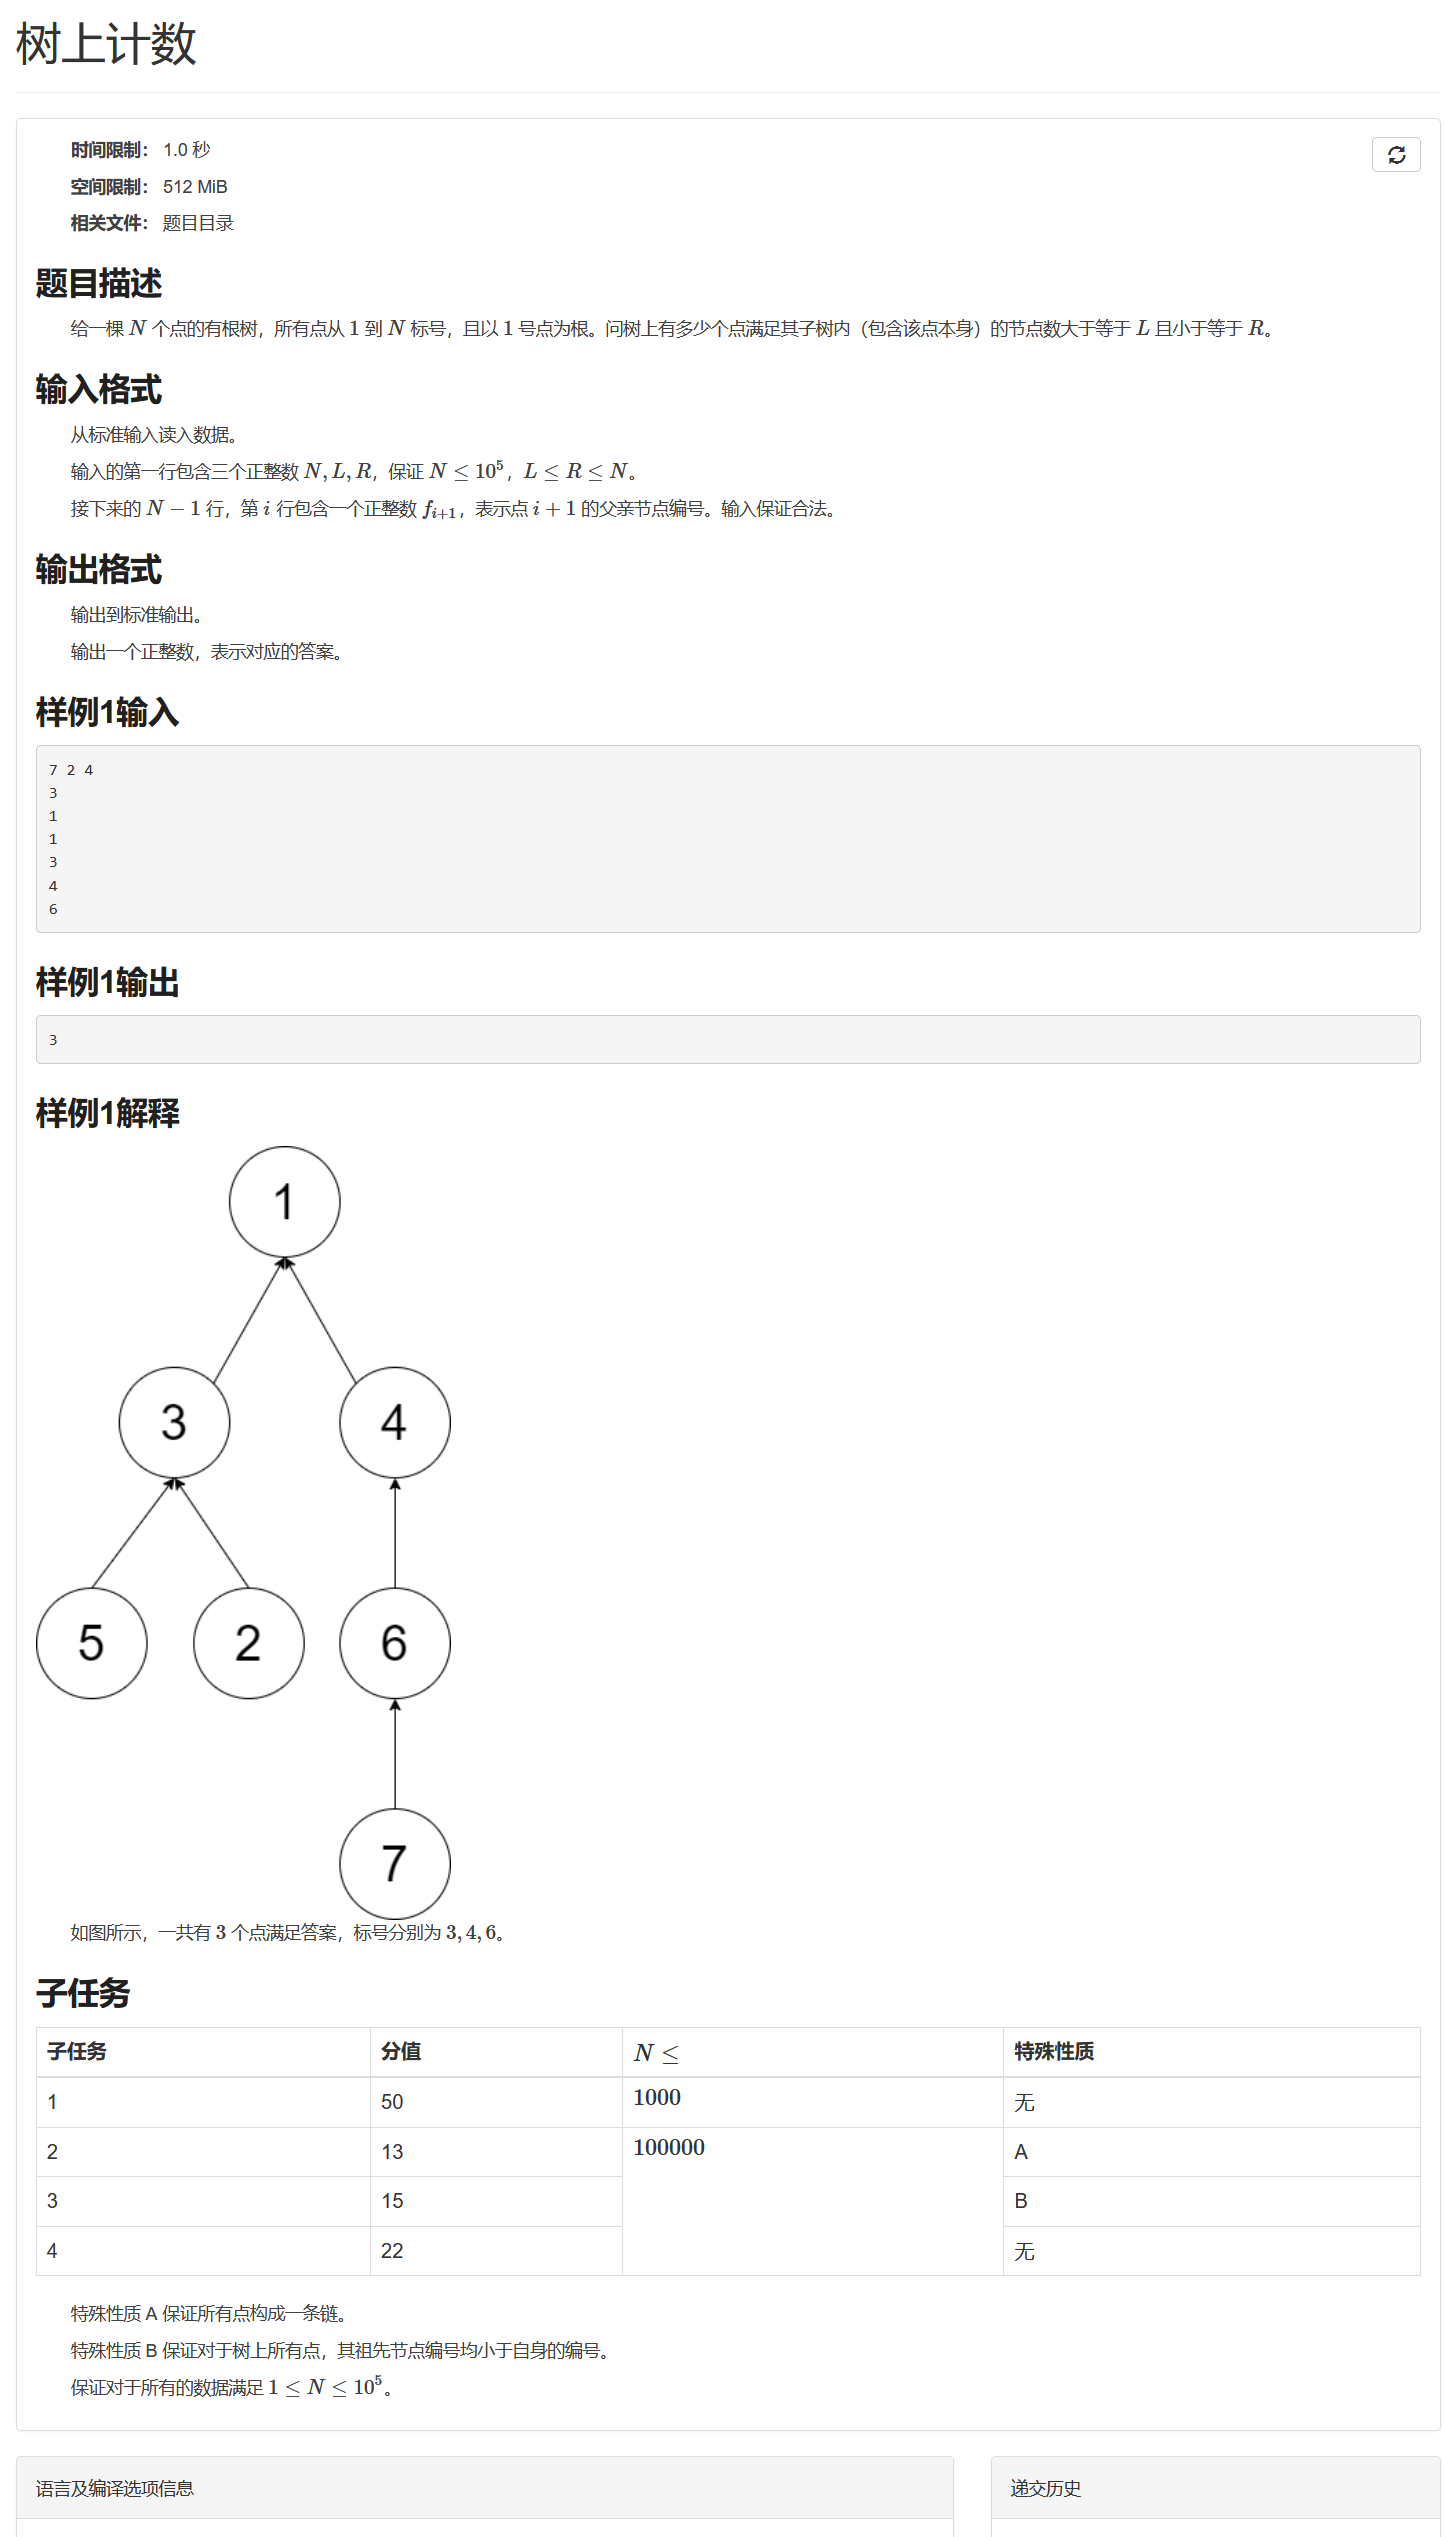 树上计数
时间限制： 1.0 秒
空间限制： 512 MiB
相关文件： 题目目录
题目描述
给一棵 N 个点的有根树，所有点从 1 到 N 标号，且以 1 号点为根。问树上有多少个点满足其子树内（包含该点本身）的节点数大于等于 L 且小于等于 R。
输入格式
从标准输入读入数据。
输入的第一行包含三个正整数 N, L, R，保证 N ≤ 10^5，L ≤ R ≤ N。
接下来的 N − 1 行，第 i 行包含一个正整数 f_{i+1}，表示点 i + 1 的父亲节点编号。输入保证合法。
输出格式
输出到标准输出。
输出一个正整数，表示对应的答案。
样例1输入
7 2 4
3
1
1
3
4
6
样例1输出
3
样例1解释
1
3 4
5 2 6
7
如图所示，一共有 3 个点满足答案，标号分别为 3, 4, 6。
子任务
子任务 分值 N ≤ 特殊性质
1 50 1000 无
2 13 100000 A
3 15 B
4 22 无
特殊性质 A 保证所有点构成一条链。
特殊性质 B 保证对于树上所有点，其祖先节点编号均小于自身的编号。
保证对于所有的数据满足 1 ≤ N ≤ 10^5。
语言及编译选项信息 递交历史